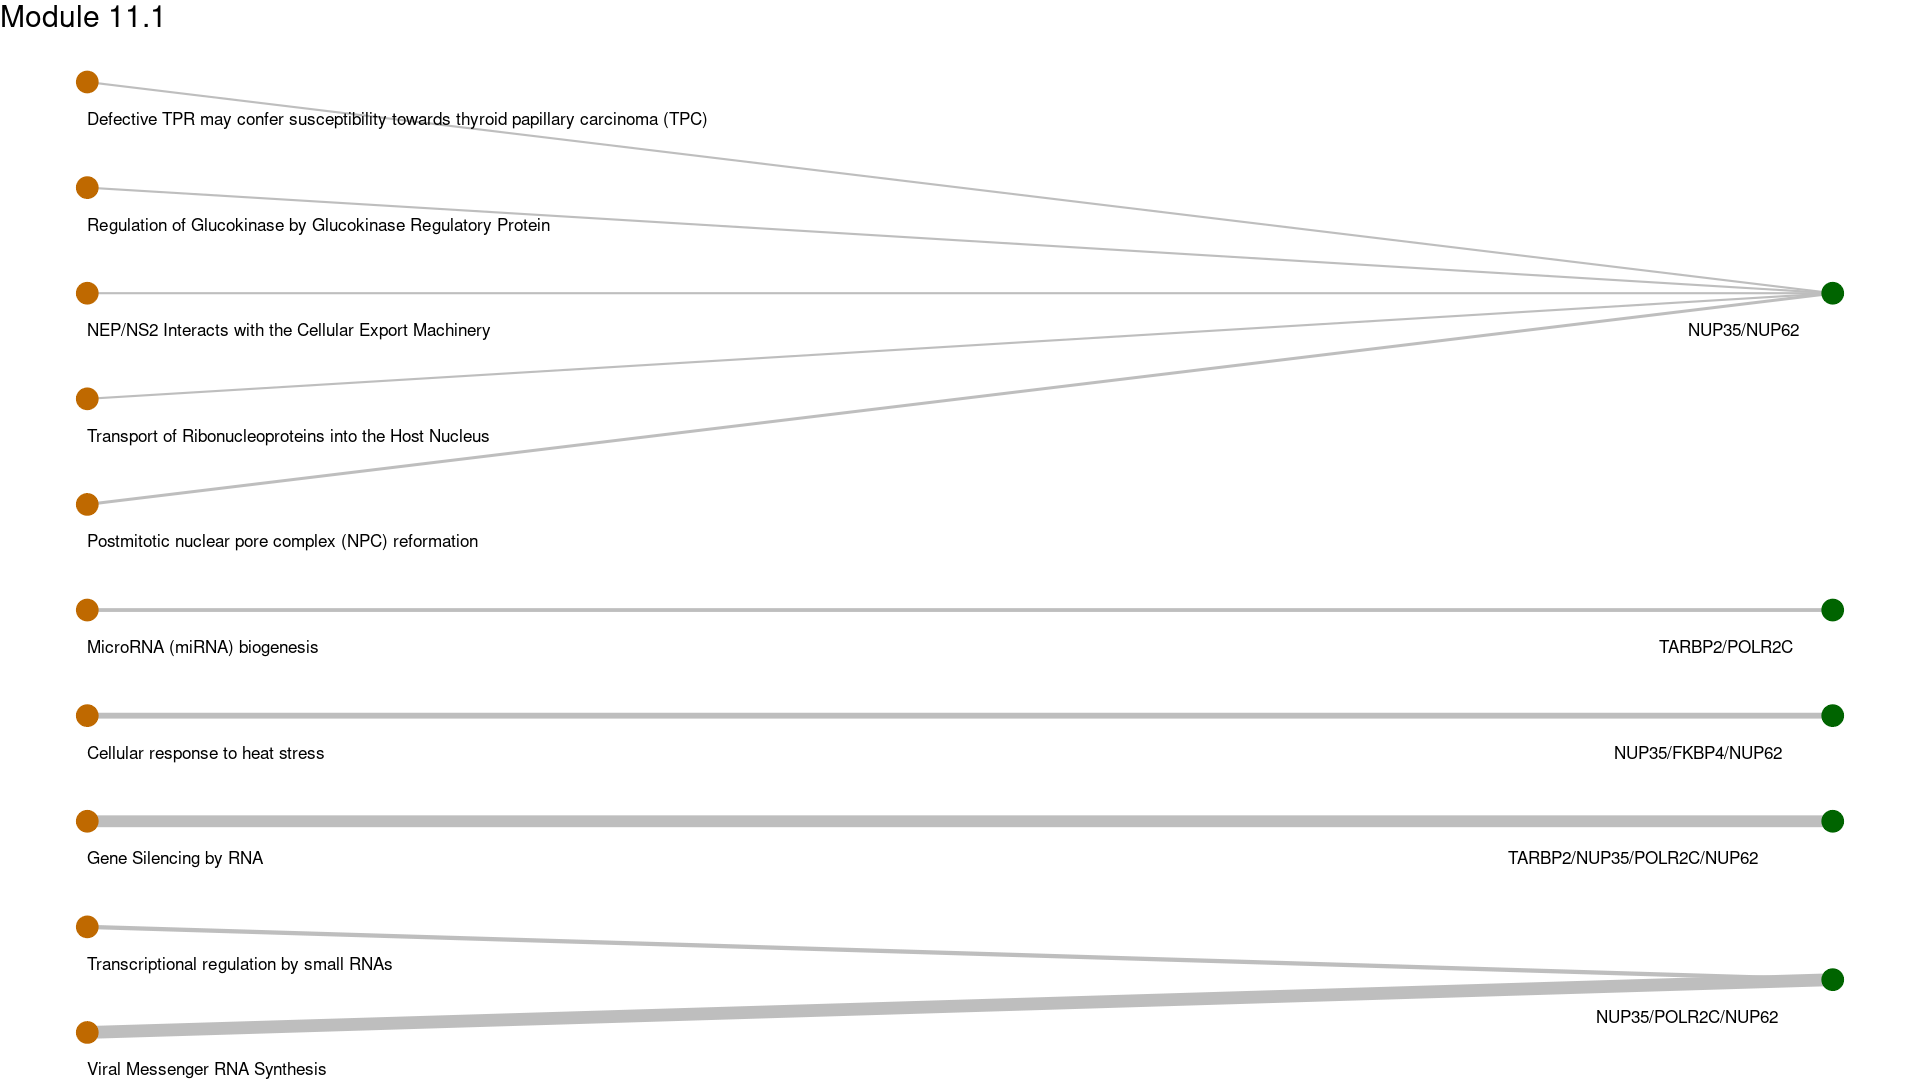 Module 11.1
Defective TPR may confer susceptibility towards thyroid papillary carcinoma (TPC)
Regulation of Glucokinase by Glucokinase Regulatory Protein
NEP/NS2 Interacts with the Cellular Export Machinery
NUP35/NUP62
Transport of Ribonucleoproteins into the Host Nucleus
Postmitotic nuclear pore complex (NPC) reformation
MicroRNA (miRNA) biogenesis
TARBP2/POLR2C
Cellular response to heat stress
NUP35/FKBP4/NUP62
Gene Silencing by RNA
TARBP2/NUP35/POLR2C/NUP62
Transcriptional regulation by small RNAs
NUP35/POLR2C/NUP62
Viral Messenger RNA Synthesis